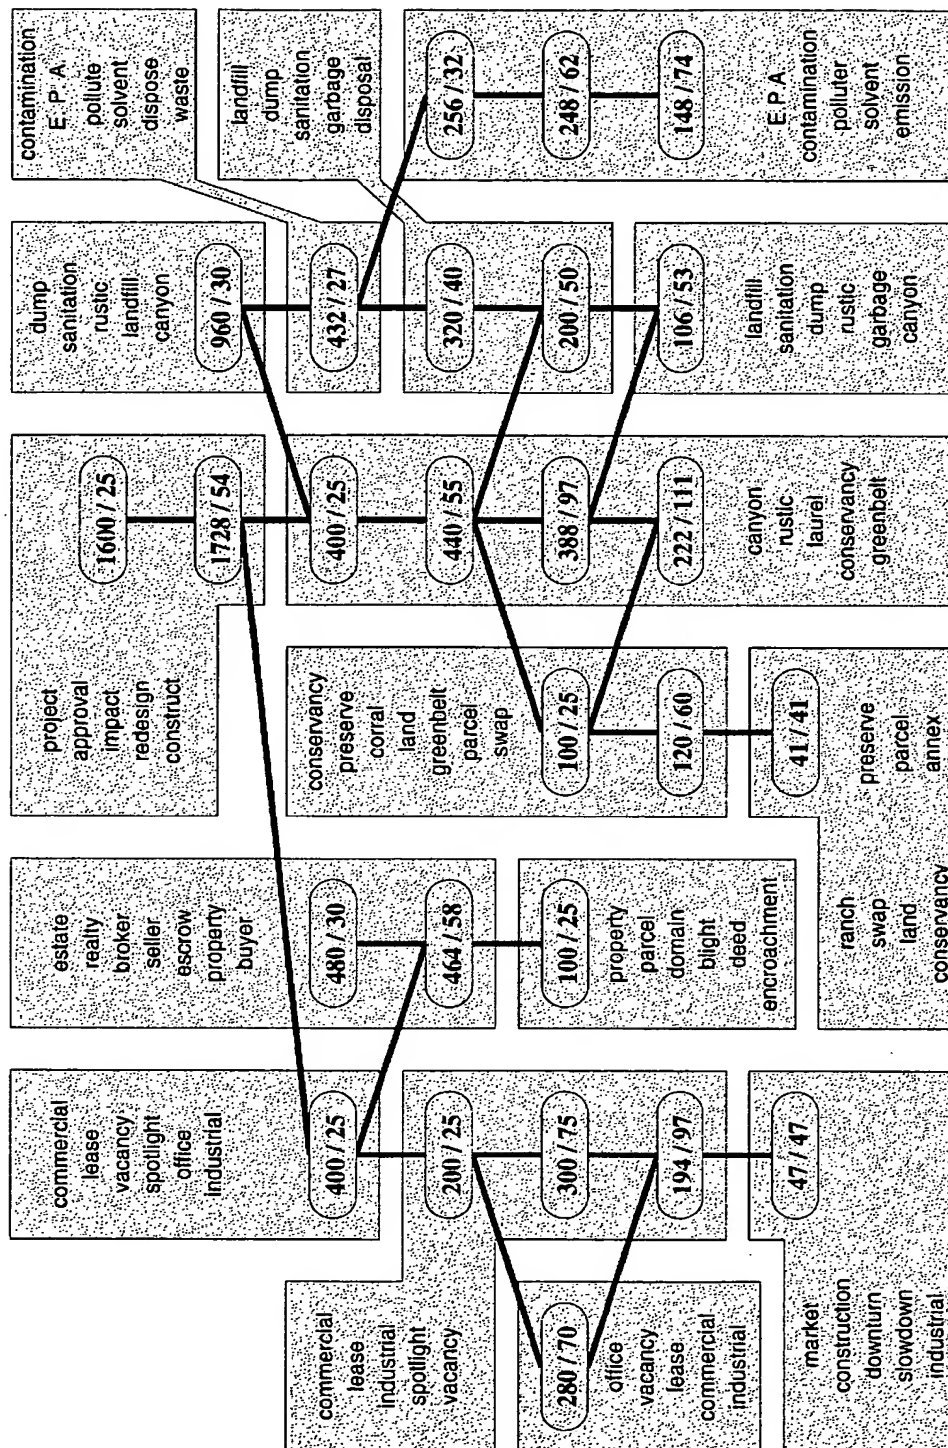 contamination
E. P. A.
pollute
solvent
dispose
waste
landfill
dump
sanitation
garbage
disposal
256 / 32
248 / 62
148 / 74
E P A
contamination
polluter
solvent
emission
dump
sanitation
rustic
landfill
canyon
960 / 30
432 / 27
320 / 40
200 / 50
106 / 53
landfill
sanitation
dump
rustic
garbage
canyon
1600 / 25
1728 / 54
400 / 25
440 / 55
388 / 97
222 / 111
canyon
rustic
laurel
conservancy
greenbelt
project
approval
impact
redesign
construct
conservancy
preserve
corral
land
greenbelt
parcel
swap
100 / 25
120 / 60
41 / 41
preserve
parcel
annex
ranch
swap
land
conservancy
estate
realty
broker
seller
escrow
property
buyer
480 / 30
464 / 58
100 / 25
property
parcel
domain
blight
deed
encroachment
commercial
lease
vacancy
spotlight
office
Industrial
400 / 25
200 / 25
300 / 75
194 / 97
47 / 47
commercial
lease
Industrial
spotlight
vacancy
280 / 70
office
vacancy
lease
commercial
industrial
market
construction
downturn
slowdown
industrial